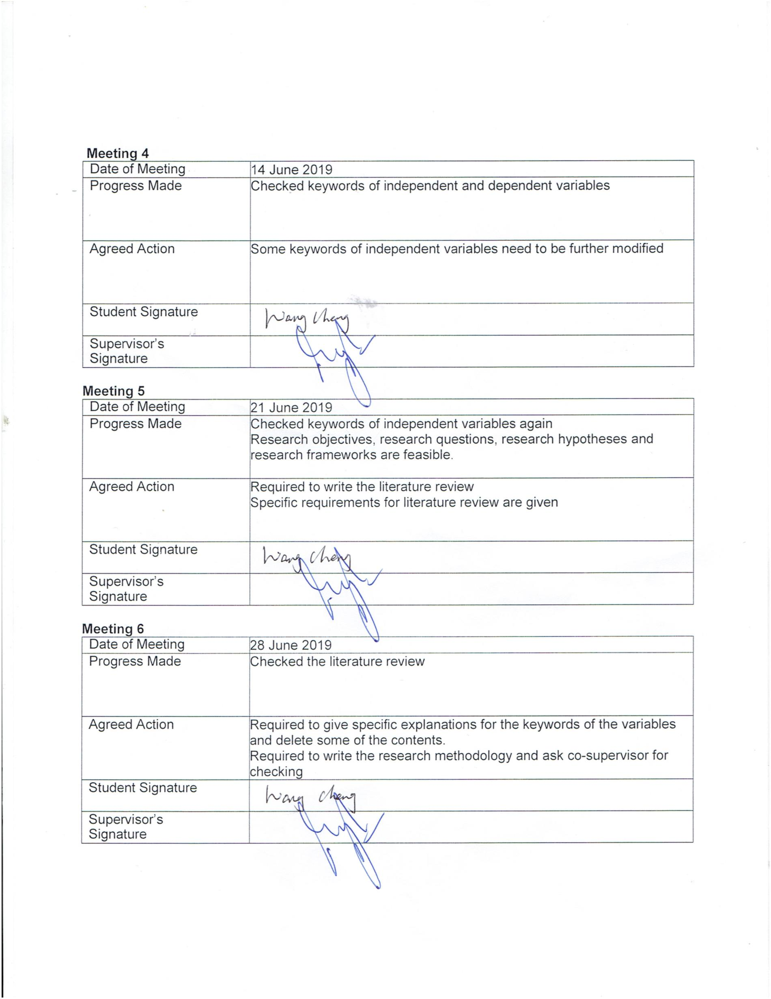 Meeting 4
Date of Meeting 14 June 2019
Progress Made Checked keywords of independent and dependent variables
Agreed Action Some keywords of independent variables need to be further modified
Student Signature Wang Cheng
Supervisor's
Signature
Meeting 5
Date of Meeting 21 June 2019
Progress Made Checked keywords of independent variables again
Research objectives, research questions, research hypotheses and
research frameworks are feasible.
Agreed Action Required to write the literature review
Specific requirements for literature review are given
Student Signature Wang Cheng
Supervisor's
Signature
Meeting 6
Date of Meeting 28 June 2019
Progress Made Checked the literature review
Agreed Action Required to give specific explanations for the keywords of the variables
and delete some of the contents.
Required to write the research methodology and ask co-supervisor for
checking
Student Signature Wang Cheng
Supervisor's
Signature